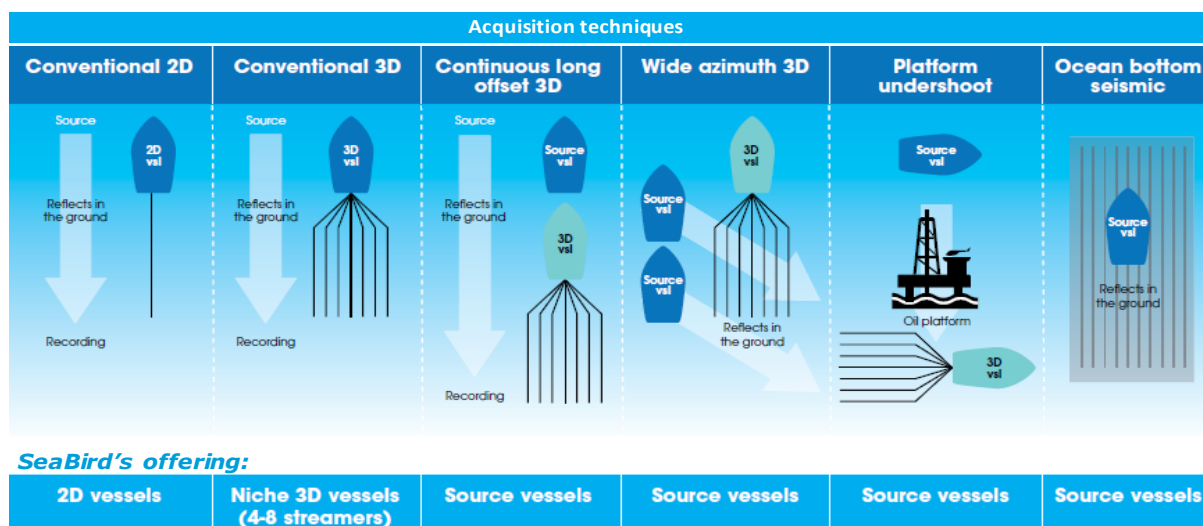 Acquisition techniques
Conventional 2D
Conventional 3D
Continuous long
offset 3D
Wide azimuth 3D
Platform
undershoot
Ocean bottom
seismic
Source
2D
vsl
Reflects in
the ground
Recording
Source
3D
vsl
Reflects in
the ground
Recording
Source
Source
vsl
Reflects in
the ground
3D
vsl
Recording
3D
vsl
Source
vsl
Source
vsl
Reflects in
the ground
Source
vsl
Oil platform
3D
vsl
Source
vsl
Reflects in
the ground
SeaBird's offering:
2D vessels
Niche 3D vessels
(4-8 streamers)
Source vessels
Source vessels
Source vessels
Source vessels